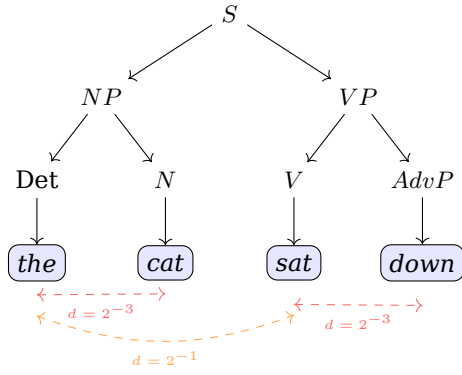 S
NP VP
Det N V AdvP
the cat sat down
d = 2⁻³ d = 2⁻³
d = 2⁻¹